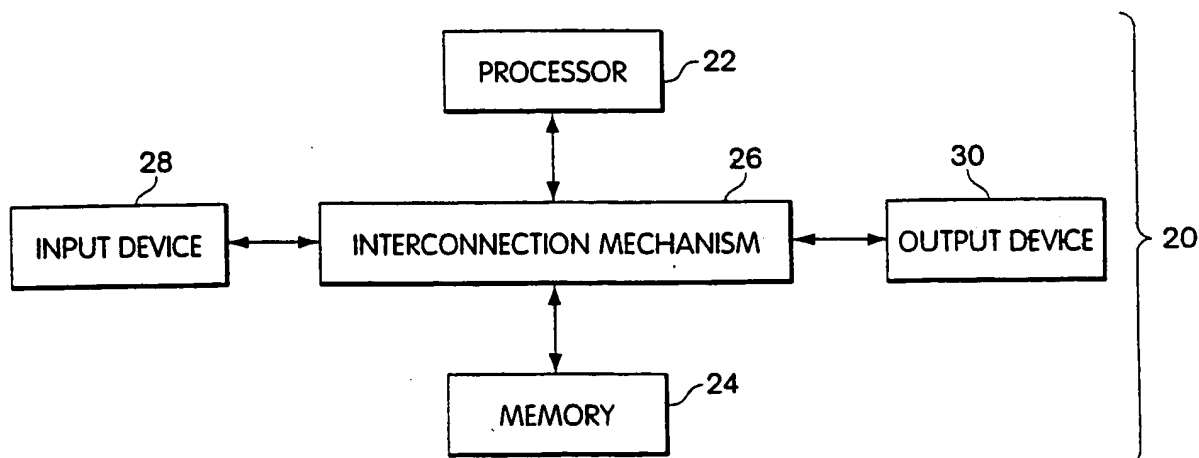 PROCESSOR
22
28
26
30
INPUT DEVICE
INTERCONNECTION MECHANISM
OUTPUT DEVICE
20
MEMORY
24